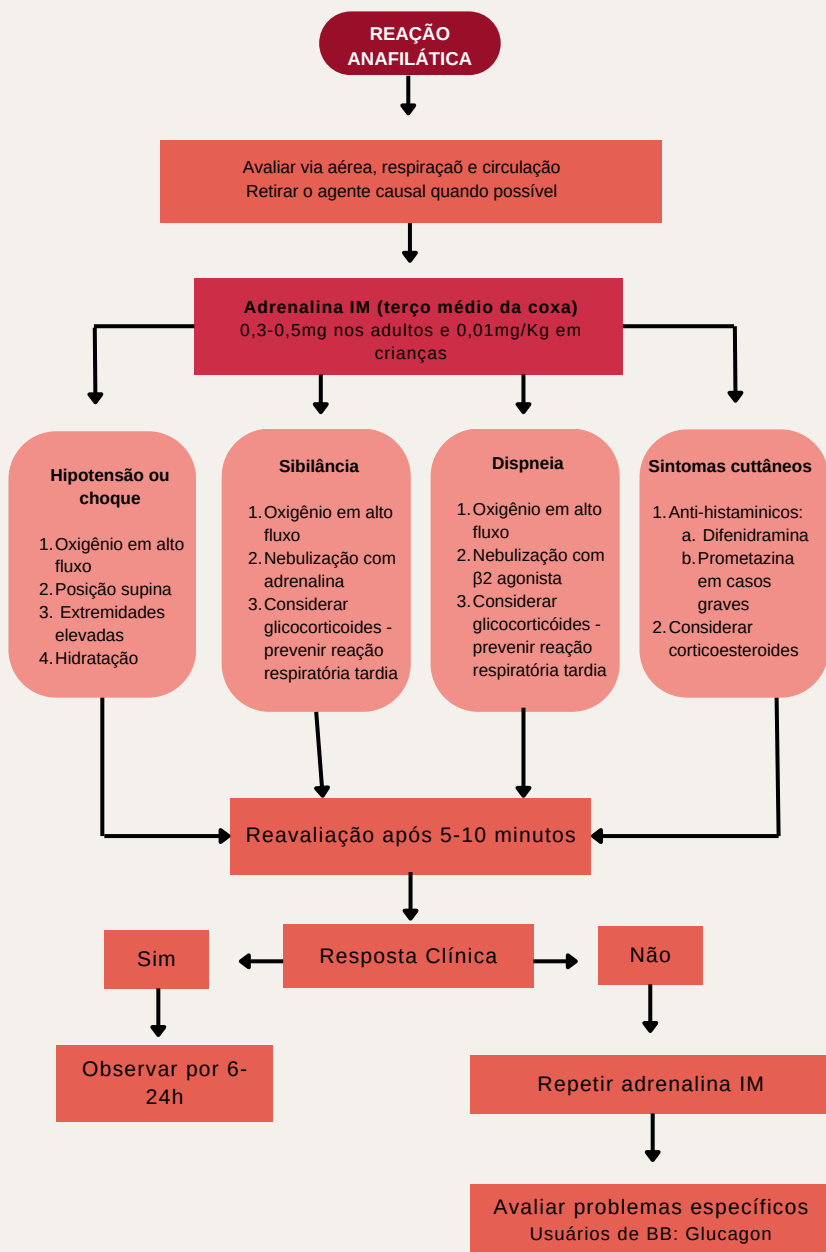 REAÇÃO
ANAFILÁTICA
Avaliar via aérea, respiraçaõ e circulação
Retirar o agente causal quando possível
Adrenalina IM (terço médio da coxa)
0,3-0,5mg nos adultos e 0,01mg/Kg em
crianças
Hipotensão ou
choque
1. Oxigênio em alto
fluxo
2. Posição supina
3. Extremidades
elevadas
4. Hidratação
Sibilância
1. Oxigênio em alto
fluxo
2. Nebulização com
adrenalina
3. Considerar
glicocorticoides -
prevenir reação
respiratória tardia
Dispneia
1. Oxigênio em alto
fluxo
2. Nebulização com
β2 agonista
3. Considerar
glicocorticóides -
prevenir reação
respiratória tardia
Sintomas cuttâneos
1. Anti-histaminicos:
a. Difenidramina
b. Prometazina
em casos
graves
2. Considerar
corticoesteroides
Reavaliação após 5-10 minutos
Resposta Clínica
Sim
Não
Observar por 6-
24h
Repetir adrenalina IM
Avaliar problemas específicos
Usuários de BB: Glucagon